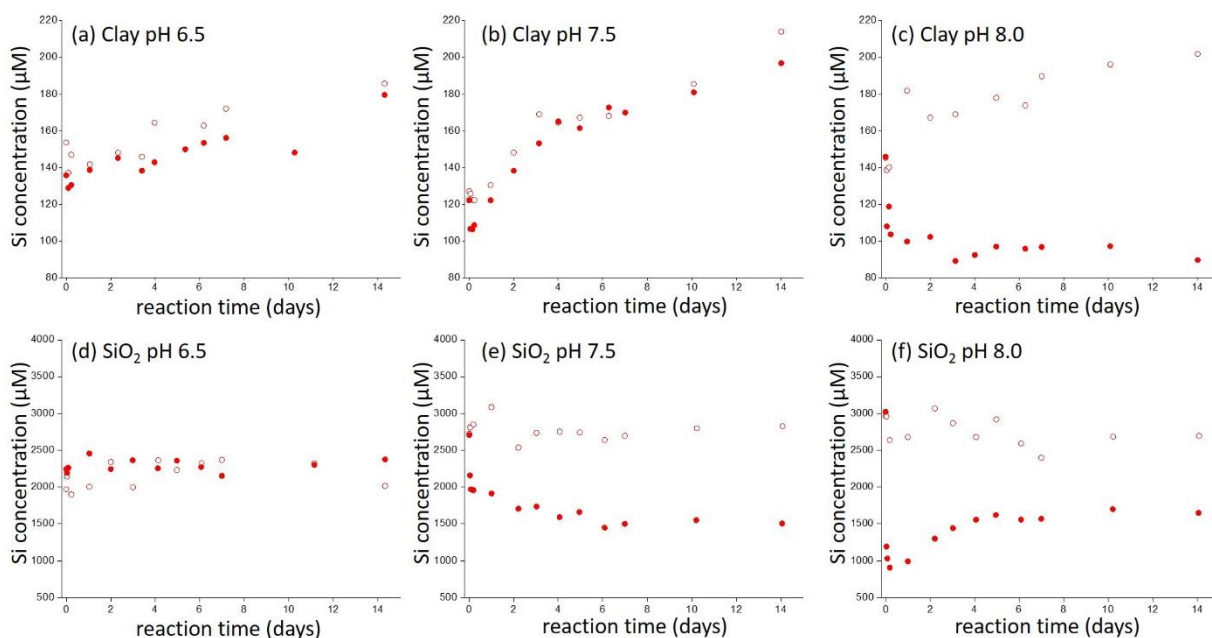 (a) Clay pH 6.5
(b) Clay pH 7.5
(c) Clay pH 8.0
Si concentration (µM)
220
200
180
160
140
120
100
80
0 2 4 6 8 10 12 14
reaction time (days)
Si concentration (µM)
220
200
180
160
140
120
100
80
0 2 4 6 8 10 12 14
reaction time (days)
Si concentration (µM)
220
200
180
160
140
120
100
80
0 2 4 6 8 10 12 14
reaction time (days)
(d) SiO₂ pH 6.5
(e) SiO₂ pH 7.5
(f) SiO₂ pH 8.0
Si concentration (µM)
4000
3500
3000
2500
2000
1500
1000
500
0 2 4 6 8 10 12 14
reaction time (days)
Si concentration (µM)
4000
3500
3000
2500
2000
1500
1000
500
0 2 4 6 8 10 12 14
reaction time (days)
Si concentration (µM)
4000
3500
3000
2500
2000
1500
1000
500
0 2 4 6 8 10 12 14
reaction time (days)